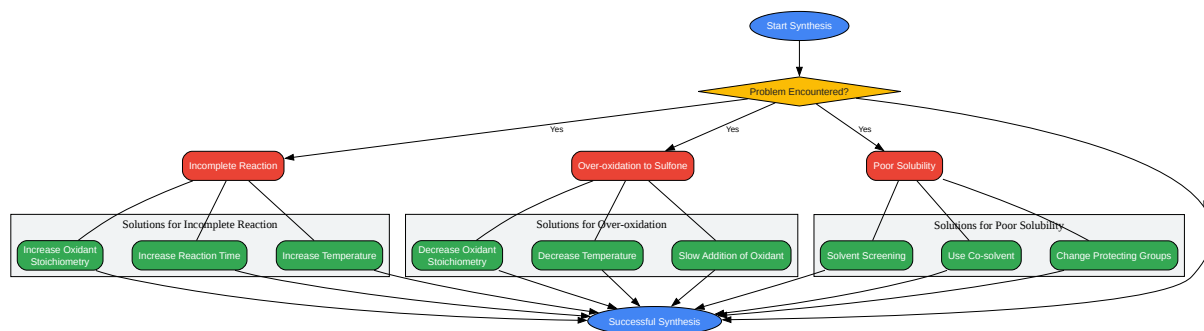 Start Synthesis
Problem Encountered?
Yes
Yes
Yes
Incomplete Reaction
Over-oxidation to Sulfone
Poor Solubility
Solutions for Incomplete Reaction
Solutions for Over-oxidation
Solutions for Poor Solubility
Increase Oxidant
Stoichiometry
Increase Reaction Time
Increase Temperature
Decrease Oxidant
Stoichiometry
Decrease Temperature
Slow Addition of Oxidant
Solvent Screening
Use Co-solvent
Change Protecting Groups
Successful Synthesis